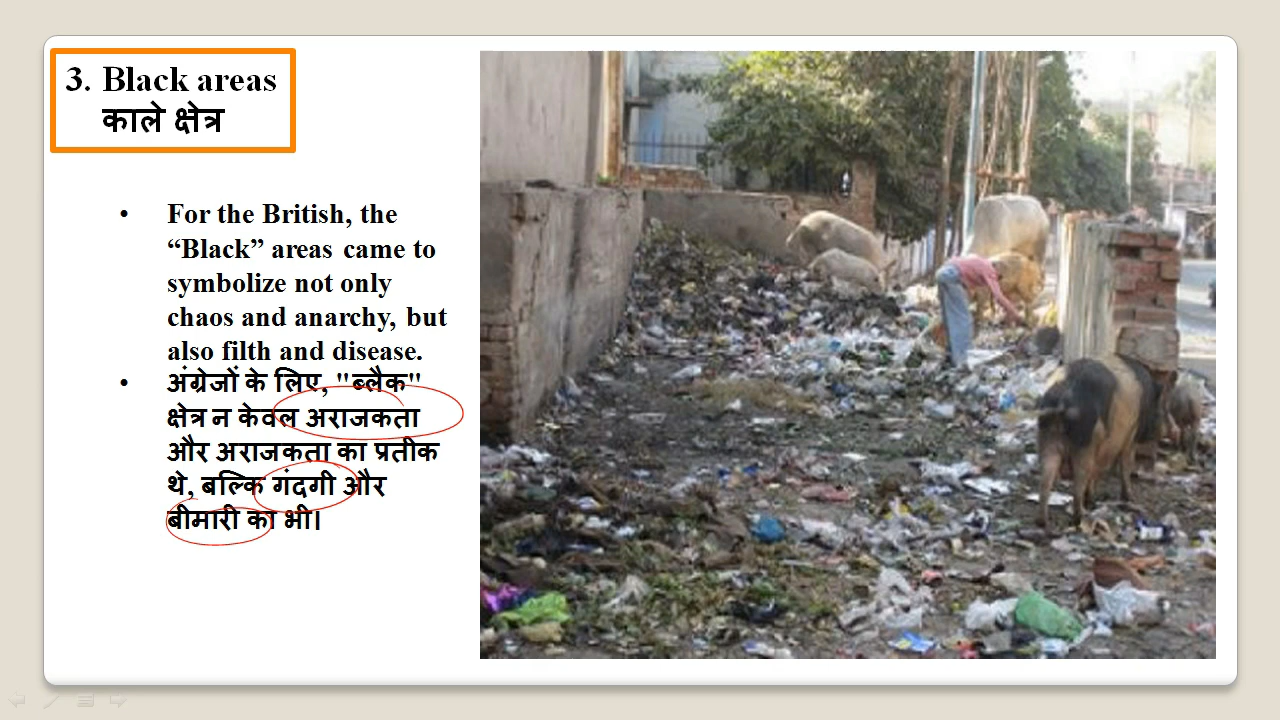 3. Black areas
काले क्षेत्र
• For the British, the
“Black” areas came to
symbolize not only
chaos and anarchy, but
also filth and disease.
• अंग्रेजों के लिए, "ब्लैक"
क्षेत्र न केवल अराजकता
और अराजकता का प्रतीक
थे, बल्कि गंदगी और
बीमारी का भी।